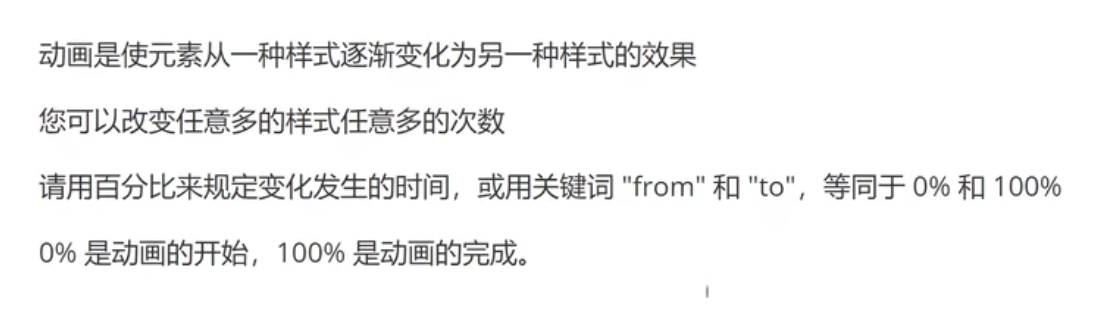 动画是使元素从一种样式逐渐变化为另一种样式的效果
您可以改变任意多的样式任意多的次数
请用百分比来规定变化发生的时间，或用关键词 "from" 和 "to"，等同于 0% 和 100%
0% 是动画的开始，100% 是动画的完成。